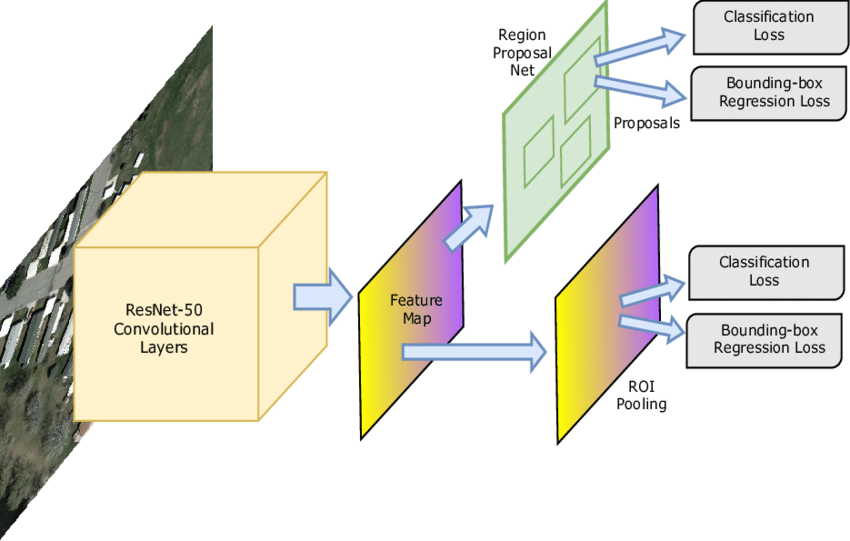 Classification
Loss
Region
Proposal
Net
Bounding-box
Regression Loss
Proposals
ResNet-50
Convolutional
Layers
Feature
Map
Classification
Loss
Bounding-box
Regression Loss
ROI
Pooling